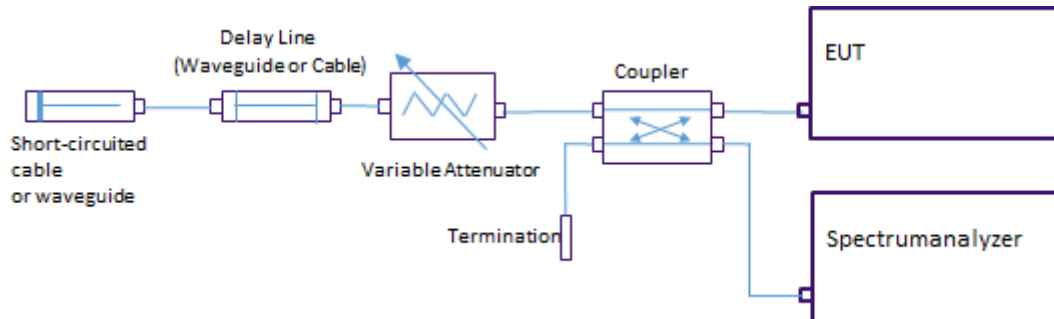 Delay Line
(Waveguide or Cable)
Short-circuited
cable
or waveguide
Variable Attenuator
Coupler
Termination
EUT
Spectrumanalyzer